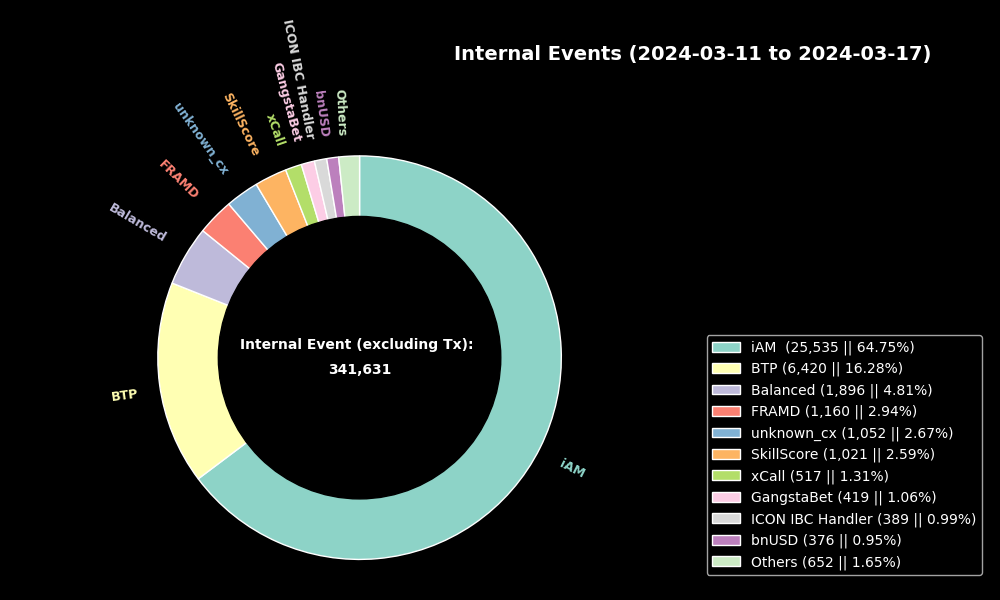 Internal Events (2024-03-11 to 2024-03-17)
ICON IBC Handler
GangstaBet
bnUSD
Others
SkillScore
xCall
unknown_cx
FRAMD
Balanced
BTP
iAM
Internal Event (excluding Tx):
341,631
iAM  (25,535 || 64.75%)
BTP (6,420 || 16.28%)
Balanced (1,896 || 4.81%)
FRAMD (1,160 || 2.94%)
unknown_cx (1,052 || 2.67%)
SkillScore (1,021 || 2.59%)
xCall (517 || 1.31%)
GangstaBet (419 || 1.06%)
ICON IBC Handler (389 || 0.99%)
bnUSD (376 || 0.95%)
Others (652 || 1.65%)